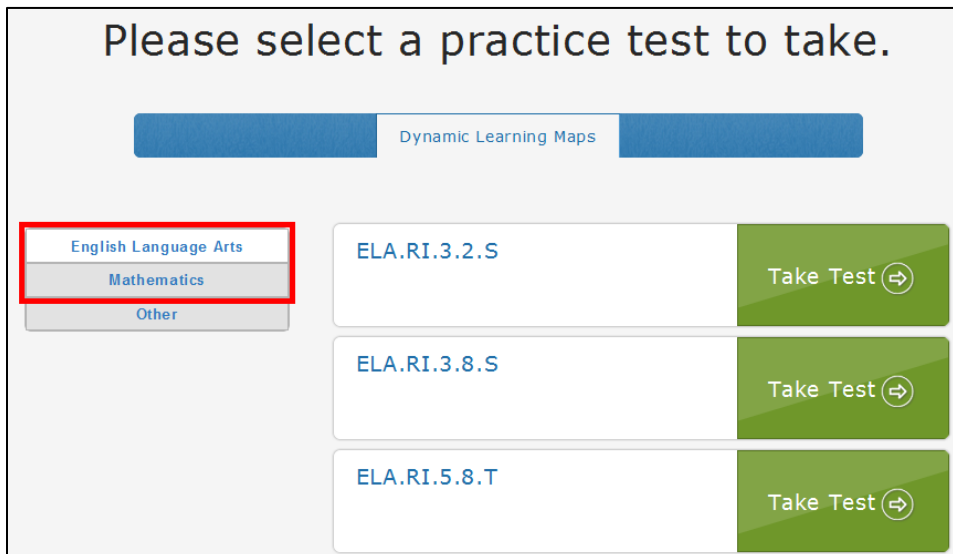 Please select a practice test to take.
Dynamic Learning Maps
English Language Arts
Mathematics
Other
ELA.RI.3.2.S
Take Test
ELA.RI.3.8.S
Take Test
ELA.RI.5.8.T
Take Test